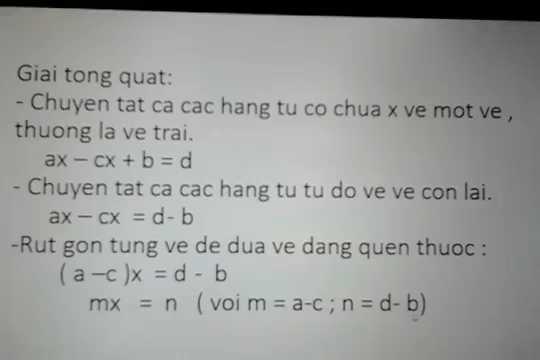 Giai tong quat:
- Chuyen tat ca cac hang tu co chua x ve mot ve ,
thuong la ve trai.
ax – cx + b = d
- Chuyen tat ca cac hang tu tu do ve ve con lai.
ax – cx = d- b
-Rut gon tung ve de dua ve dang quen thuoc :
( a –c )x = d - b
mx = n ( voi m = a-c ; n = d- b)